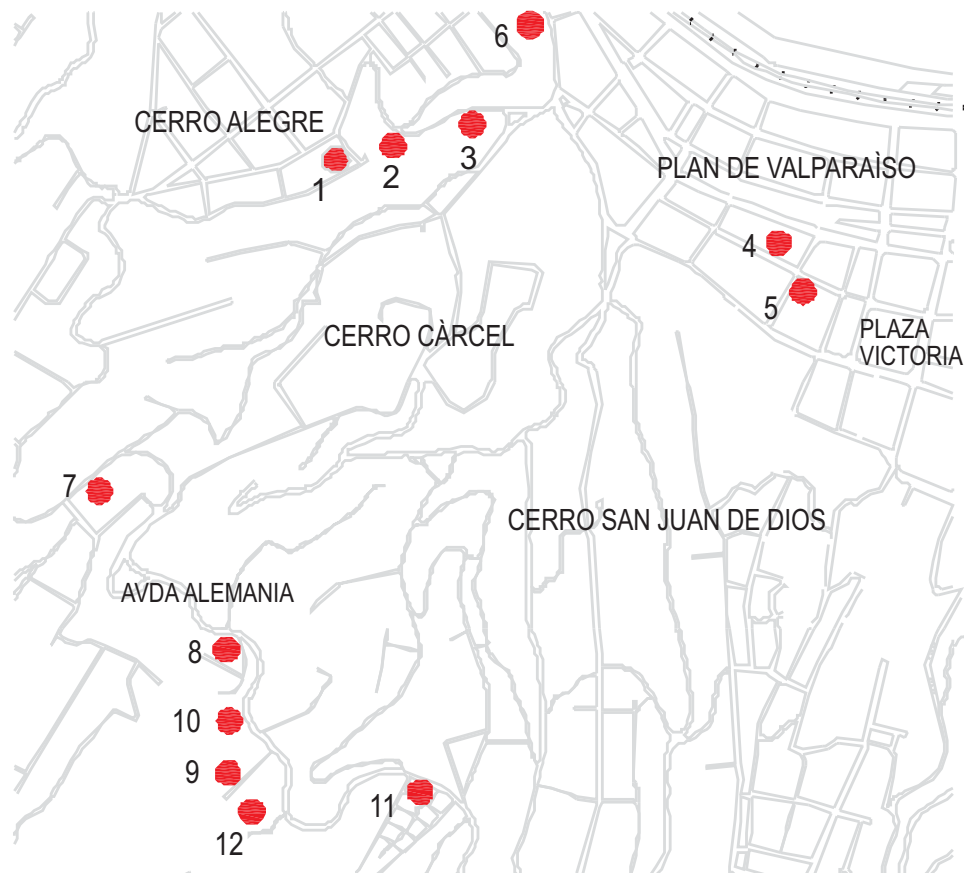 6
CERRO ALEGRE
1
2
3
PLAN DE VALPARAÌSO
4
5
PLAZA
VICTORIA
CERRO CÀRCEL
7
CERRO SAN JUAN DE DIOS
AVDA ALEMANIA
8
10
9
11
12